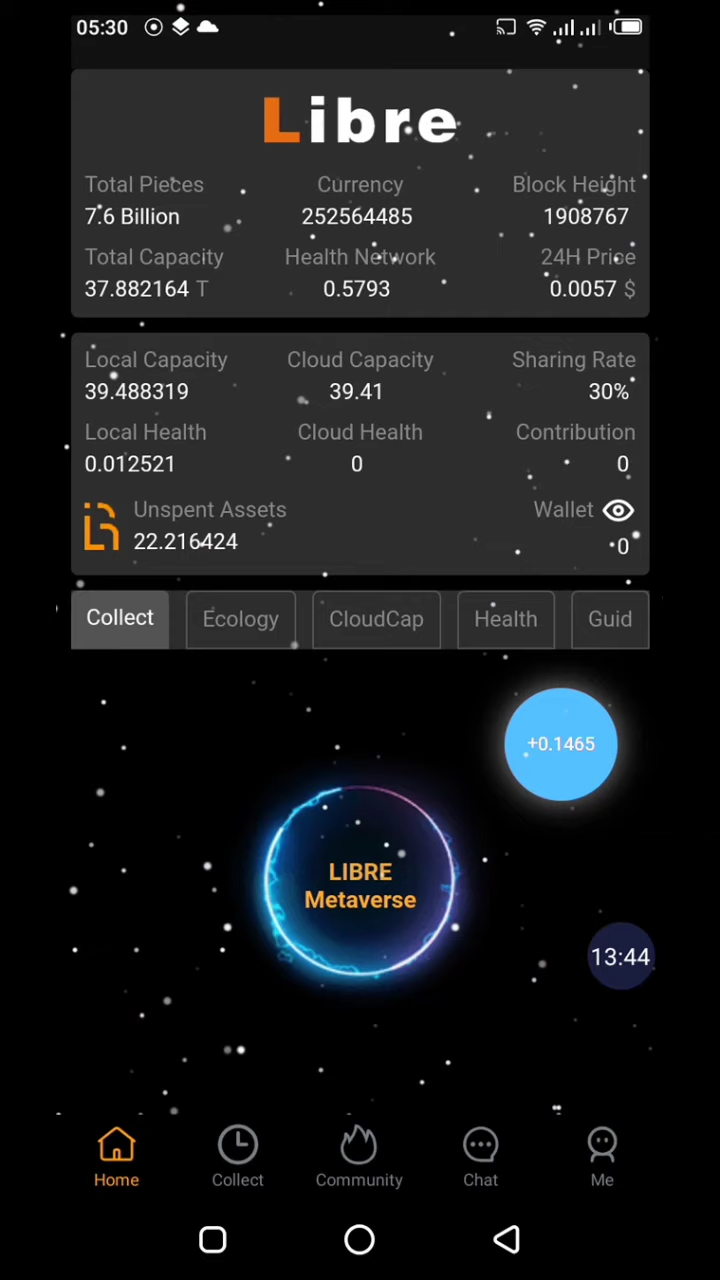 05:30
Libre
Total Pieces Currency Block Height
7.6 Billion 252564485 1908767
Total Capacity Health Network 24H Price
37.882164 T 0.5793 0.0057 $
Local Capacity Cloud Capacity Sharing Rate
39.488319 39.41 30%
Local Health Cloud Health Contribution
0.012521 0 0
Unspent Assets Wallet
22.216424 0
Collect Ecology CloudCap Health Guid
+0.1465
LIBRE
Metaverse
13:44
Home Collect Community Chat Me